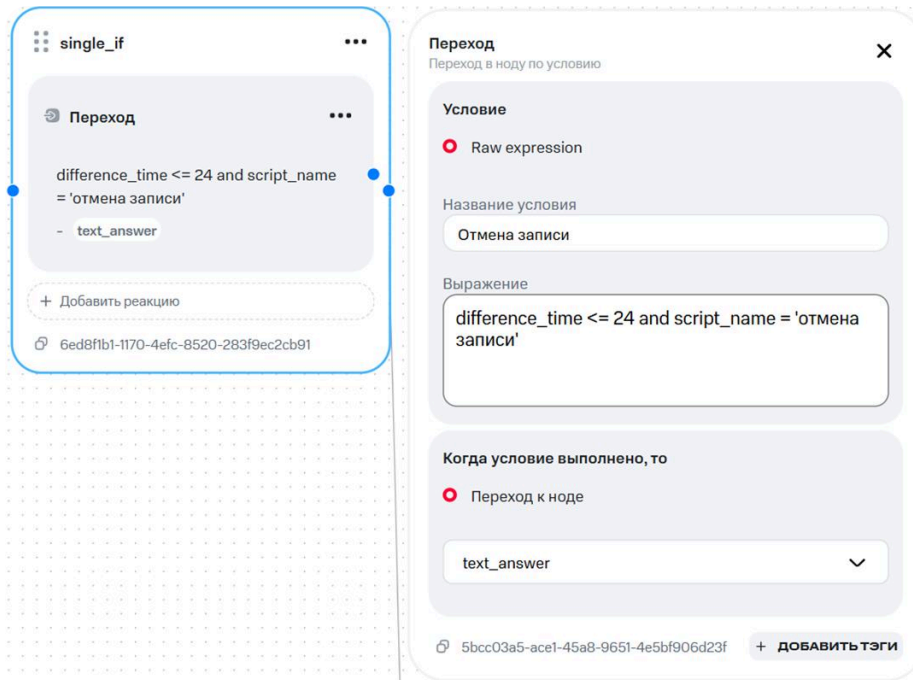 single_if
Переход
difference_time <= 24 and script_name
= 'отмена записи'
- text_answer
+ Добавить реакцию
6ed8f1b1-1170-4efc-8520-283f9ec2cb91
Переход
Переход в ноду по условию
Условие
Raw expression
Название условия
Отмена записи
Выражение
difference_time <= 24 and script_name = 'отмена
записи'
Когда условие выполнено, то
Переход к ноде
text_answer
5bcc03a5-ace1-45a8-9651-4e5bf906d23f
+ ДОБАВИТЬ ТЭГИ